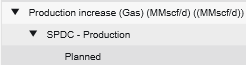 Production increase (Gas) (MMscf/d) ((MMscf/d))
SPDC - Production
Planned